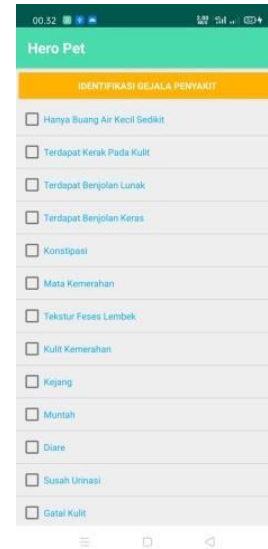 00.32
Hero Pet
IDENTIFIKASI GEJALA PENYAKIT
Hanya Buang Air Kecil Sedikit
Terdapat Kerak Pada Kulit
Terdapat Benjolan Lunak
Terdapat Benjolan Keras
Konstipasi
Mata Kemerahan
Tekstur Feses Lembek
Kulit Kemerahan
Kejang
Muntah
Diare
Susah Urinasi
Gatal Kulit